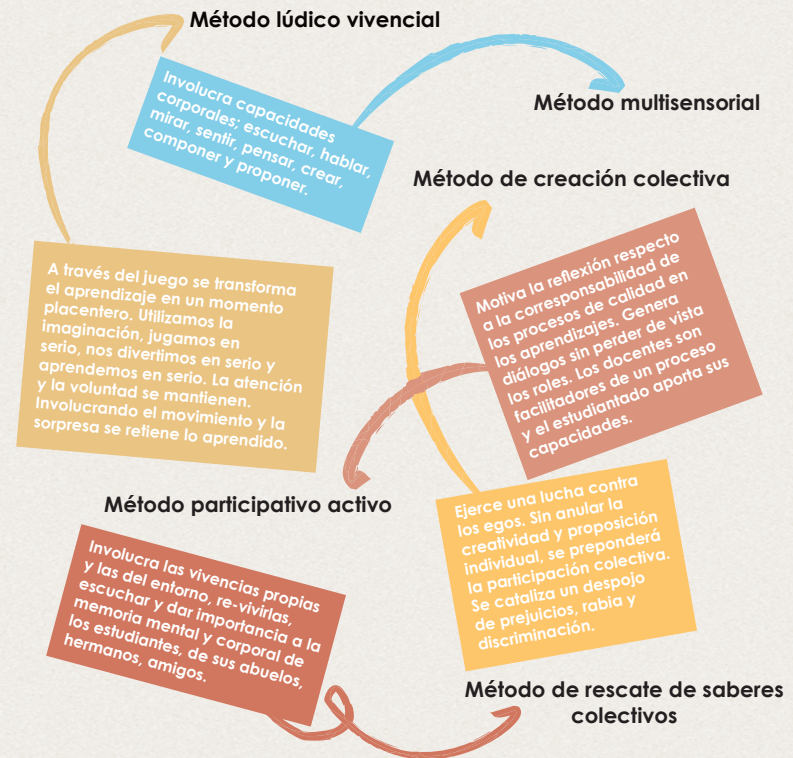 Método lúdico vivencial
Involucra capacidades
corporales; escuchar, hablar,
mirar, sentir, pensar, crear,
componer y proponer.
Método multisensorial
Método de creación colectiva
A través del juego se transforma
el aprendizaje en un momento
placentero. Utilizamos la
imaginación, jugamos en
serio, nos divertimos en serio y
aprendemos en serio. La atención
y la voluntad se mantienen.
Involucrando el movimiento y la
sorpresa se retiene lo aprendido.
Motiva la reflexión respecto
a la corresponsabilidad de
los procesos de calidad en
los aprendizajes. Genera
diálogos sin perder de vista
los roles. Los docentes son
facilitadores de un proceso
y el estudiantado aporta sus
capacidades.
Método participativo activo
Ejerce una lucha contra
los egos. Sin anular la
creatividad y proposición
individual, se preponderá
la participación colectiva.
Se cataliza un despojo
de prejuicios, rabia y
discriminación.
Involucra las vivencias propias
y las del entorno, re-vivirlas,
escuchar y dar importancia a la
memoria mental y corporal de
los estudiantes, de sus abuelos,
hermanos, amigos.
Método de rescate de saberes
colectivos